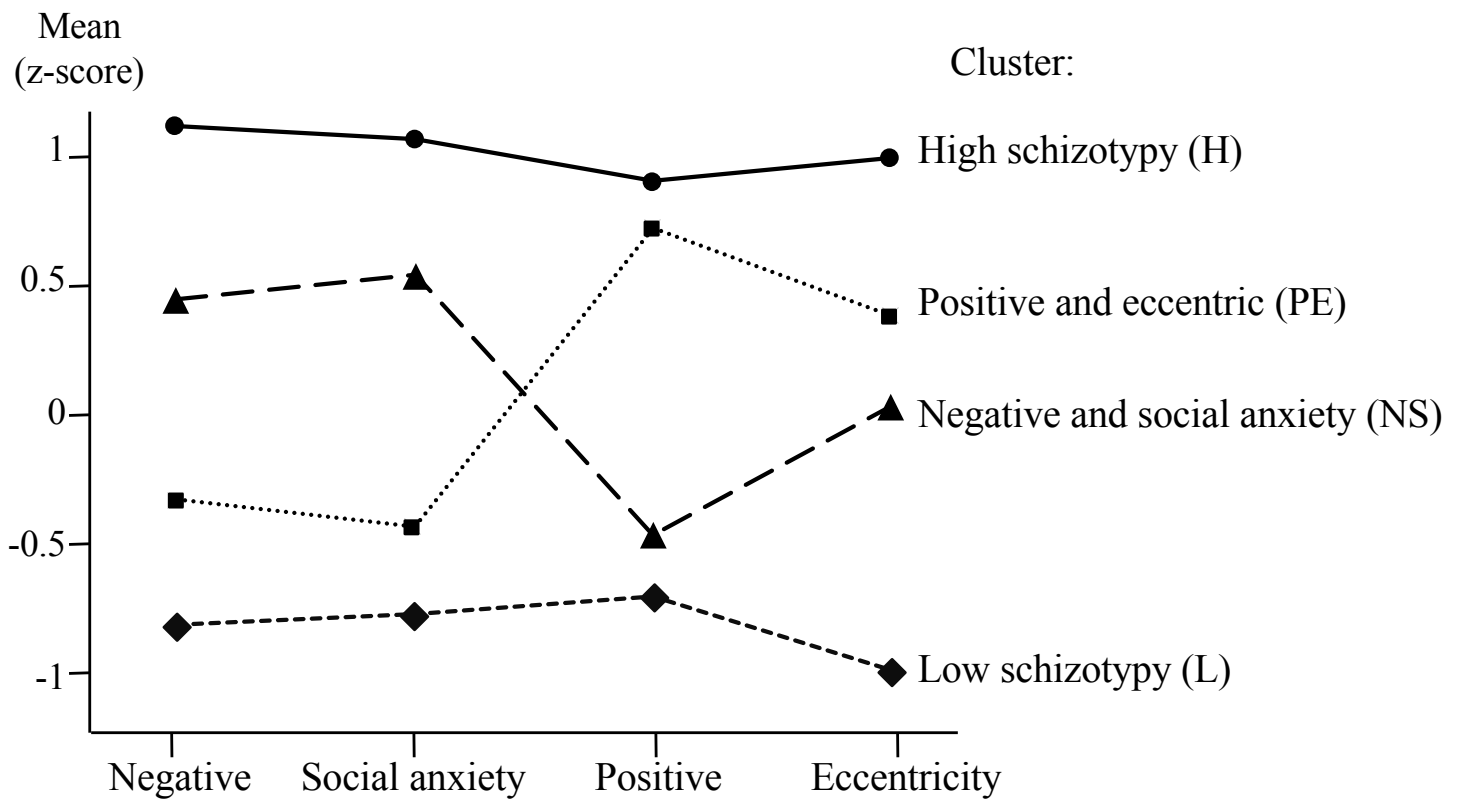 Mean
(z-score)
Cluster:
1
High schizotypy (H)
0.5
Positive and eccentric (PE)
0
Negative and social anxiety (NS)
-0.5
-1
Low schizotypy (L)
Negative Social anxiety Positive Eccentricity